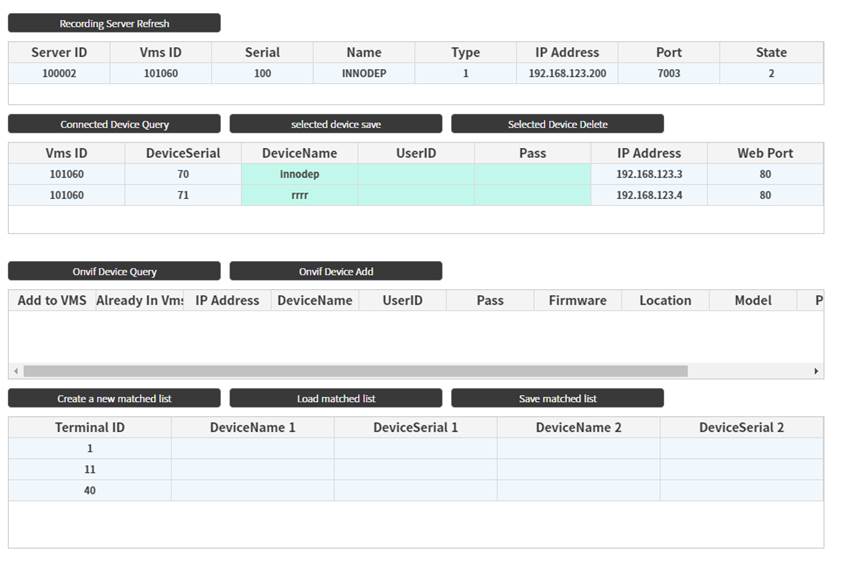 Recording Server Refresh
Server ID Vms ID Serial Name Type IP Address Port State
100002 101060 100 INNODEP 1 192.168.123.200 7003 2
Connected Device Query selected device save Selected Device Delete
Vms ID DeviceSerial DeviceName UserID Pass IP Address Web Port
101060 70 innodep 192.168.123.3 80
101060 71 rrrr 192.168.123.4 80
Onvif Device Query Onvif Device Add
Add to VMS Already In Vms IP Address DeviceName UserID Pass Firmware Location Model P
Create a new matched list Load matched list Save matched list
Terminal ID DeviceName 1 DeviceSerial 1 DeviceName 2 DeviceSerial 2
1
11
40